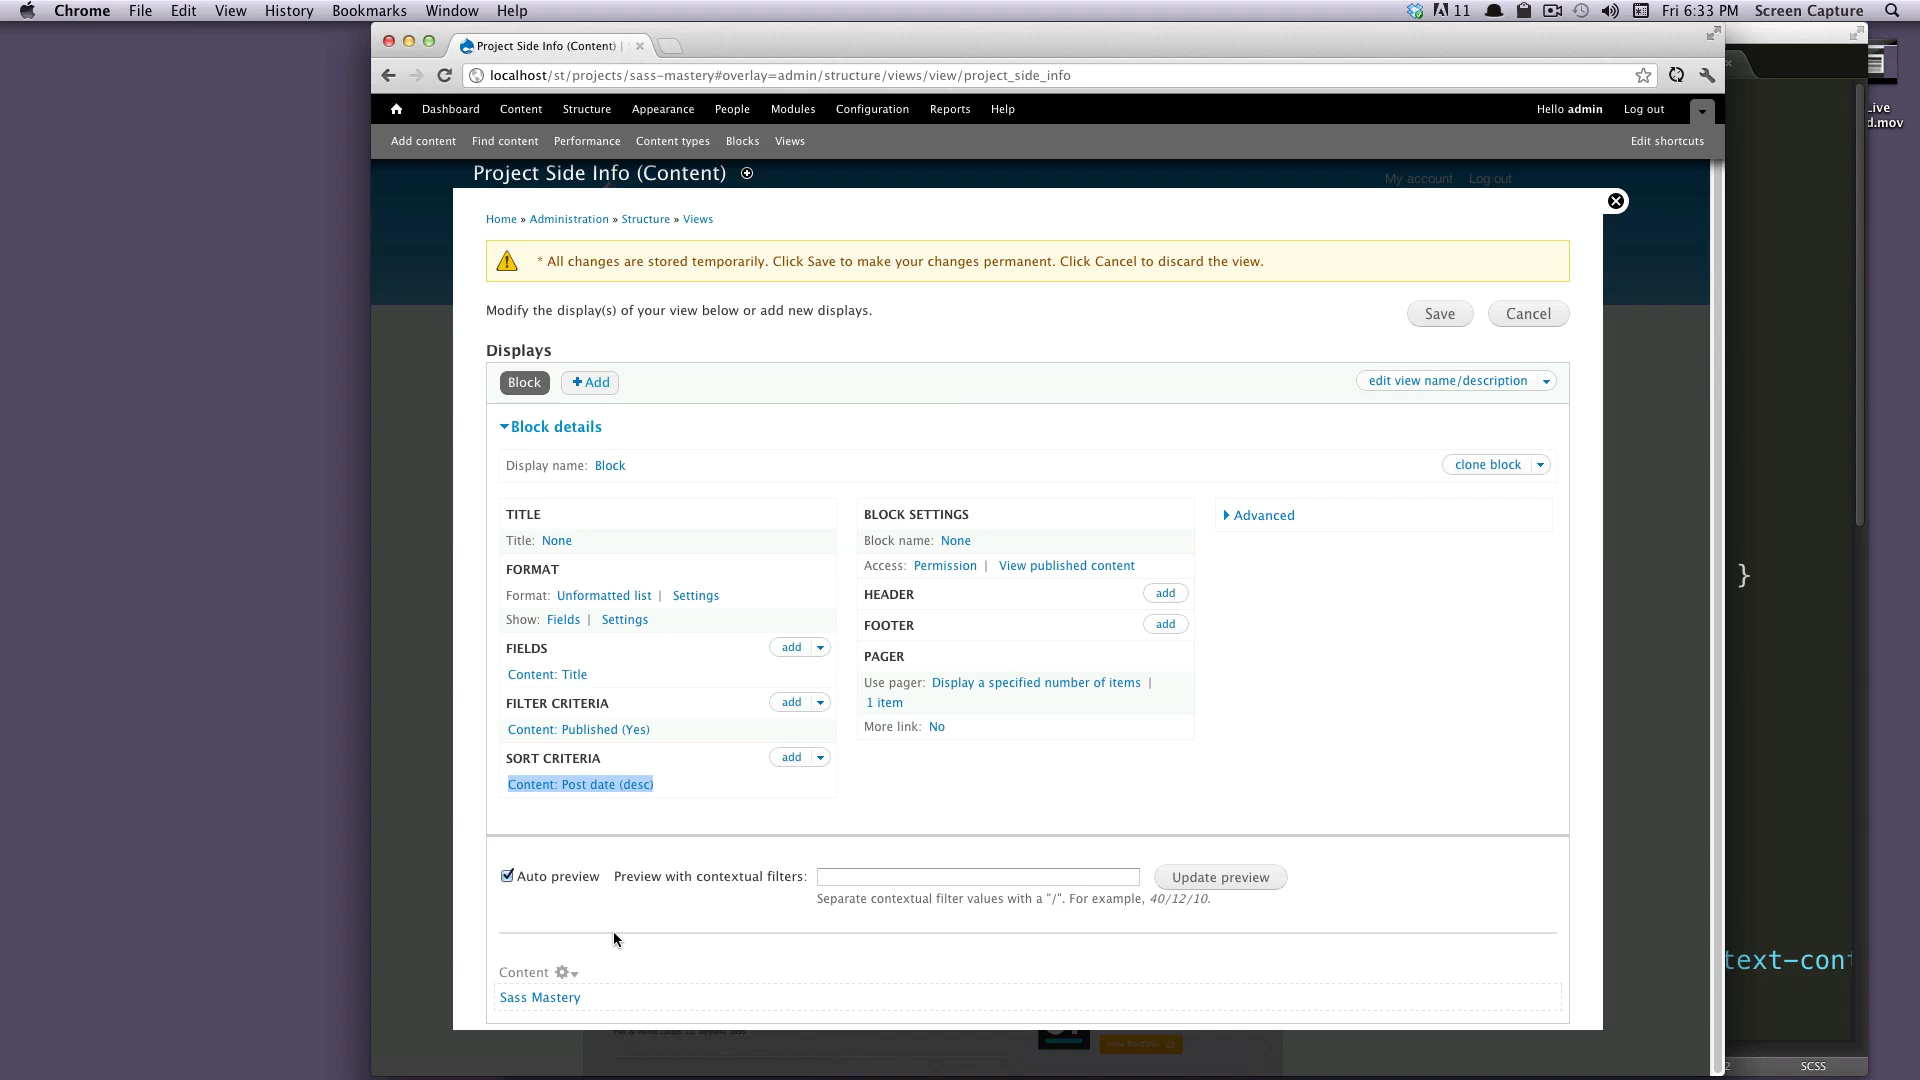 Chrome File Edit View History Bookmarks Window Help
11 Fri 6:33 PM Screen Capture
Project Side Info (Content) |
localhost/st/projects/sass-mastery#overlay=admin/structure/views/view/project_side_info
Live
d.mov
Dashboard Content Structure Appearance People Modules Configuration Reports Help
Hello admin Log out
Add content Find content Performance Content types Blocks Views
Edit shortcuts
Project Side Info (Content)
My account Log out
Home » Administration » Structure » Views
* All changes are stored temporarily. Click Save to make your changes permanent. Click Cancel to discard the view.
Modify the display(s) of your view below or add new displays.
Save Cancel
Displays
Block Add
edit view name/description
Block details
Display name: Block
clone block
TITLE
Title: None
FORMAT
Format: Unformatted list | Settings
Show: Fields | Settings
FIELDS add
Content: Title
FILTER CRITERIA add
Content: Published (Yes)
SORT CRITERIA add
Content: Post date (desc)
BLOCK SETTINGS
Block name: None
Access: Permission | View published content
HEADER add
FOOTER add
PAGER
Use pager: Display a specified number of items |
1 item
More link: No
Advanced
}
text-cont
Auto preview Preview with contextual filters: Update preview
Separate contextual filter values with a "/". For example, 40/12/10.
Content
Sass Mastery
View Portfolio
2 SCSS